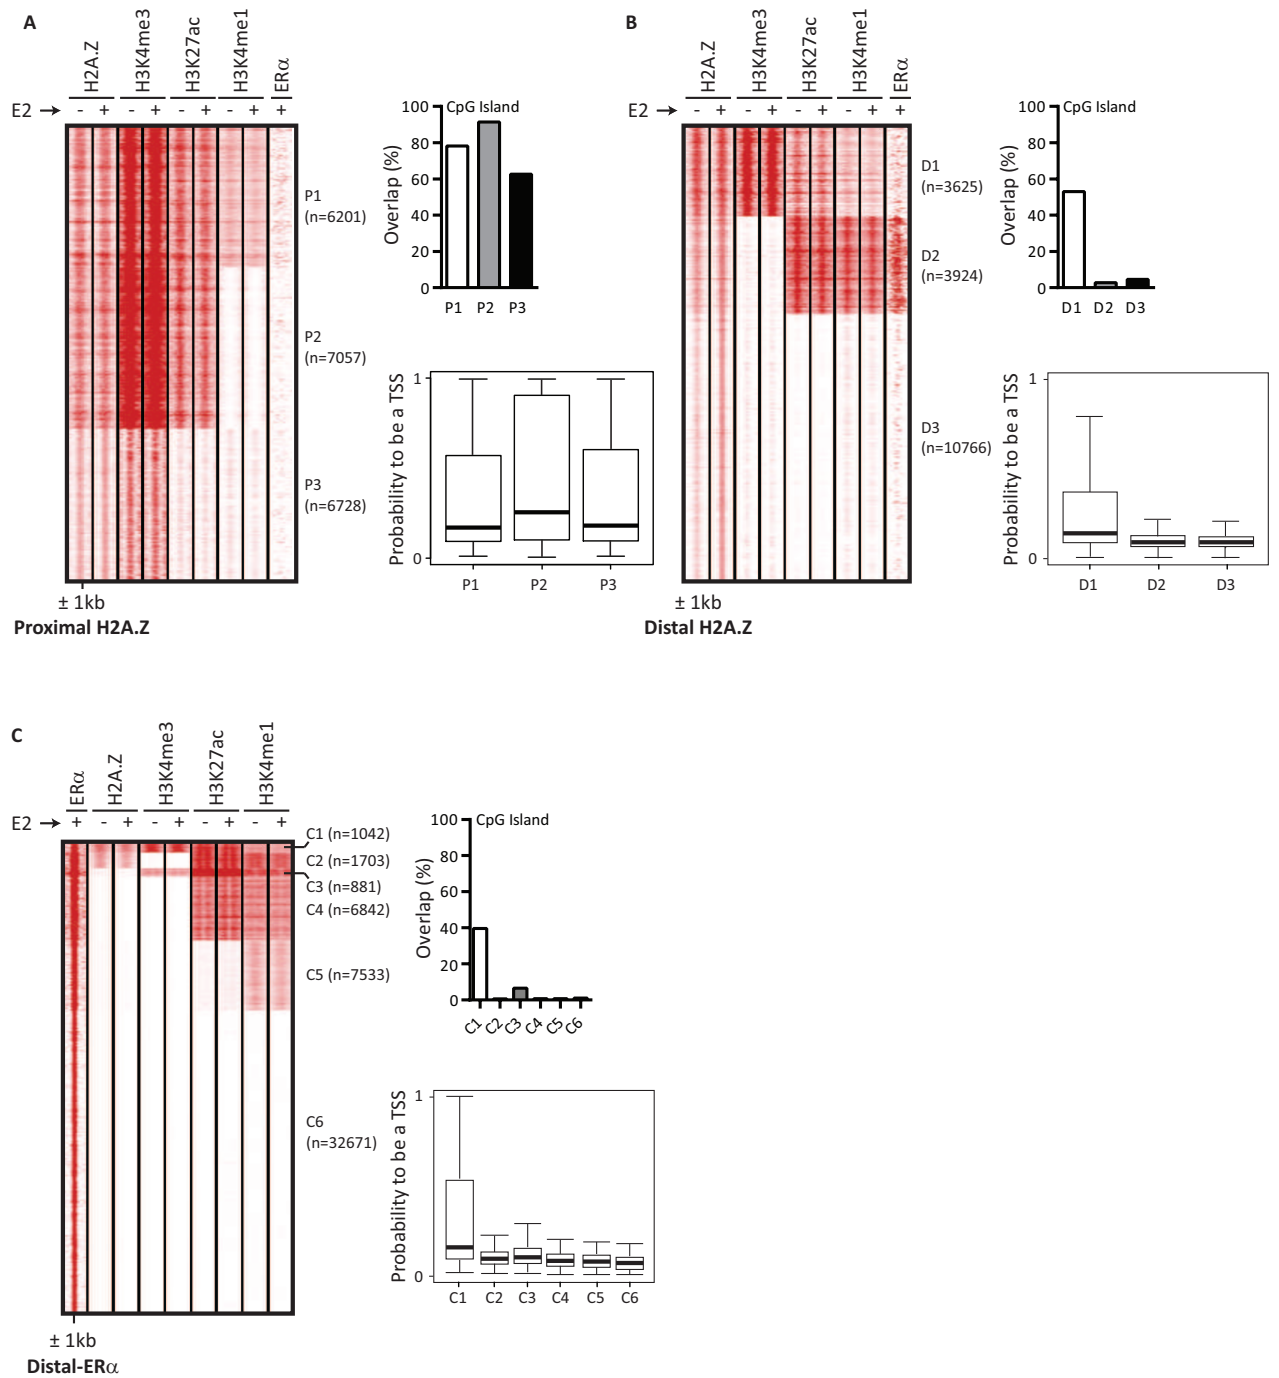 A
H2A.Z
H3K4me3
H3K27ac
H3K4me1
ERα
E2 → - + - + - + - + +
P1
(n=6201)
P2
(n=7057)
P3
(n=6728)
± 1kb
Proximal H2A.Z
CpG Island
Overlap (%)
100
80
60
40
20
0
P1 P2 P3
Probability to be a TSS
1
0
P1 P2 P3
B
H2A.Z
H3K4me3
H3K27ac
H3K4me1
ERα
E2 → - + - + - + - + +
D1
(n=3625)
D2
(n=3924)
D3
(n=10766)
± 1kb
Distal H2A.Z
CpG Island
Overlap (%)
100
80
60
40
20
0
D1 D2 D3
Probability to be a TSS
1
0
D1 D2 D3
C
ERα
H2A.Z
H3K4me3
H3K27ac
H3K4me1
E2 → + - + - + - + - +
C1 (n=1042)
C2 (n=1703)
C3 (n=881)
C4 (n=6842)
C5 (n=7533)
C6
(n=32671)
± 1kb
Distal-ERα
CpG Island
Overlap (%)
100
80
60
40
20
0
C1 C2 C3 C4 C5 C6
Probability to be a TSS
1
0
C1 C2 C3 C4 C5 C6